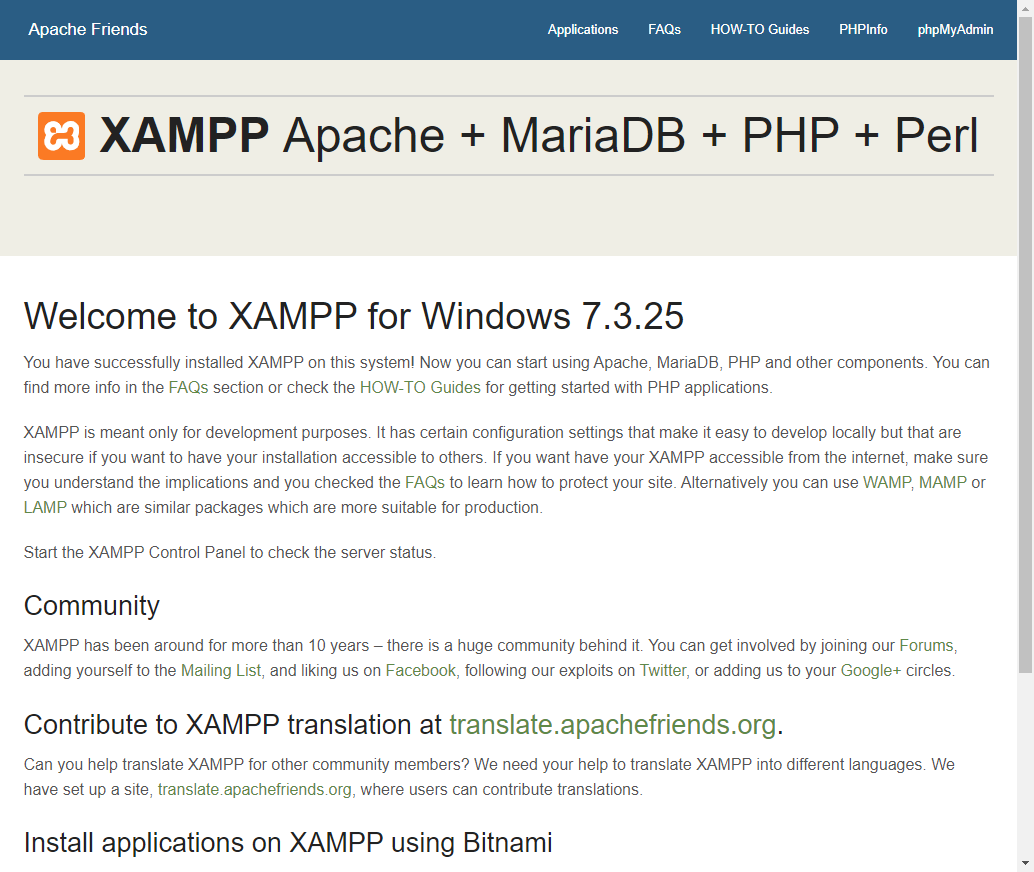 Apache Friends
Applications FAQs HOW-TO Guides PHPInfo phpMyAdmin
XAMPP Apache + MariaDB + PHP + Perl
Welcome to XAMPP for Windows 7.3.25
You have successfully installed XAMPP on this system! Now you can start using Apache, MariaDB, PHP and other components. You can
find more info in the FAQs section or check the HOW-TO Guides for getting started with PHP applications.
XAMPP is meant only for development purposes. It has certain configuration settings that make it easy to develop locally but that are
insecure if you want to have your installation accessible to others. If you want have your XAMPP accessible from the internet, make sure
you understand the implications and you checked the FAQs to learn how to protect your site. Alternatively you can use WAMP, MAMP or
LAMP which are similar packages which are more suitable for production.
Start the XAMPP Control Panel to check the server status.
Community
XAMPP has been around for more than 10 years – there is a huge community behind it. You can get involved by joining our Forums,
adding yourself to the Mailing List, and liking us on Facebook, following our exploits on Twitter, or adding us to your Google+ circles.
Contribute to XAMPP translation at translate.apachefriends.org.
Can you help translate XAMPP for other community members? We need your help to translate XAMPP into different languages. We
have set up a site, translate.apachefriends.org, where users can contribute translations.
Install applications on XAMPP using Bitnami